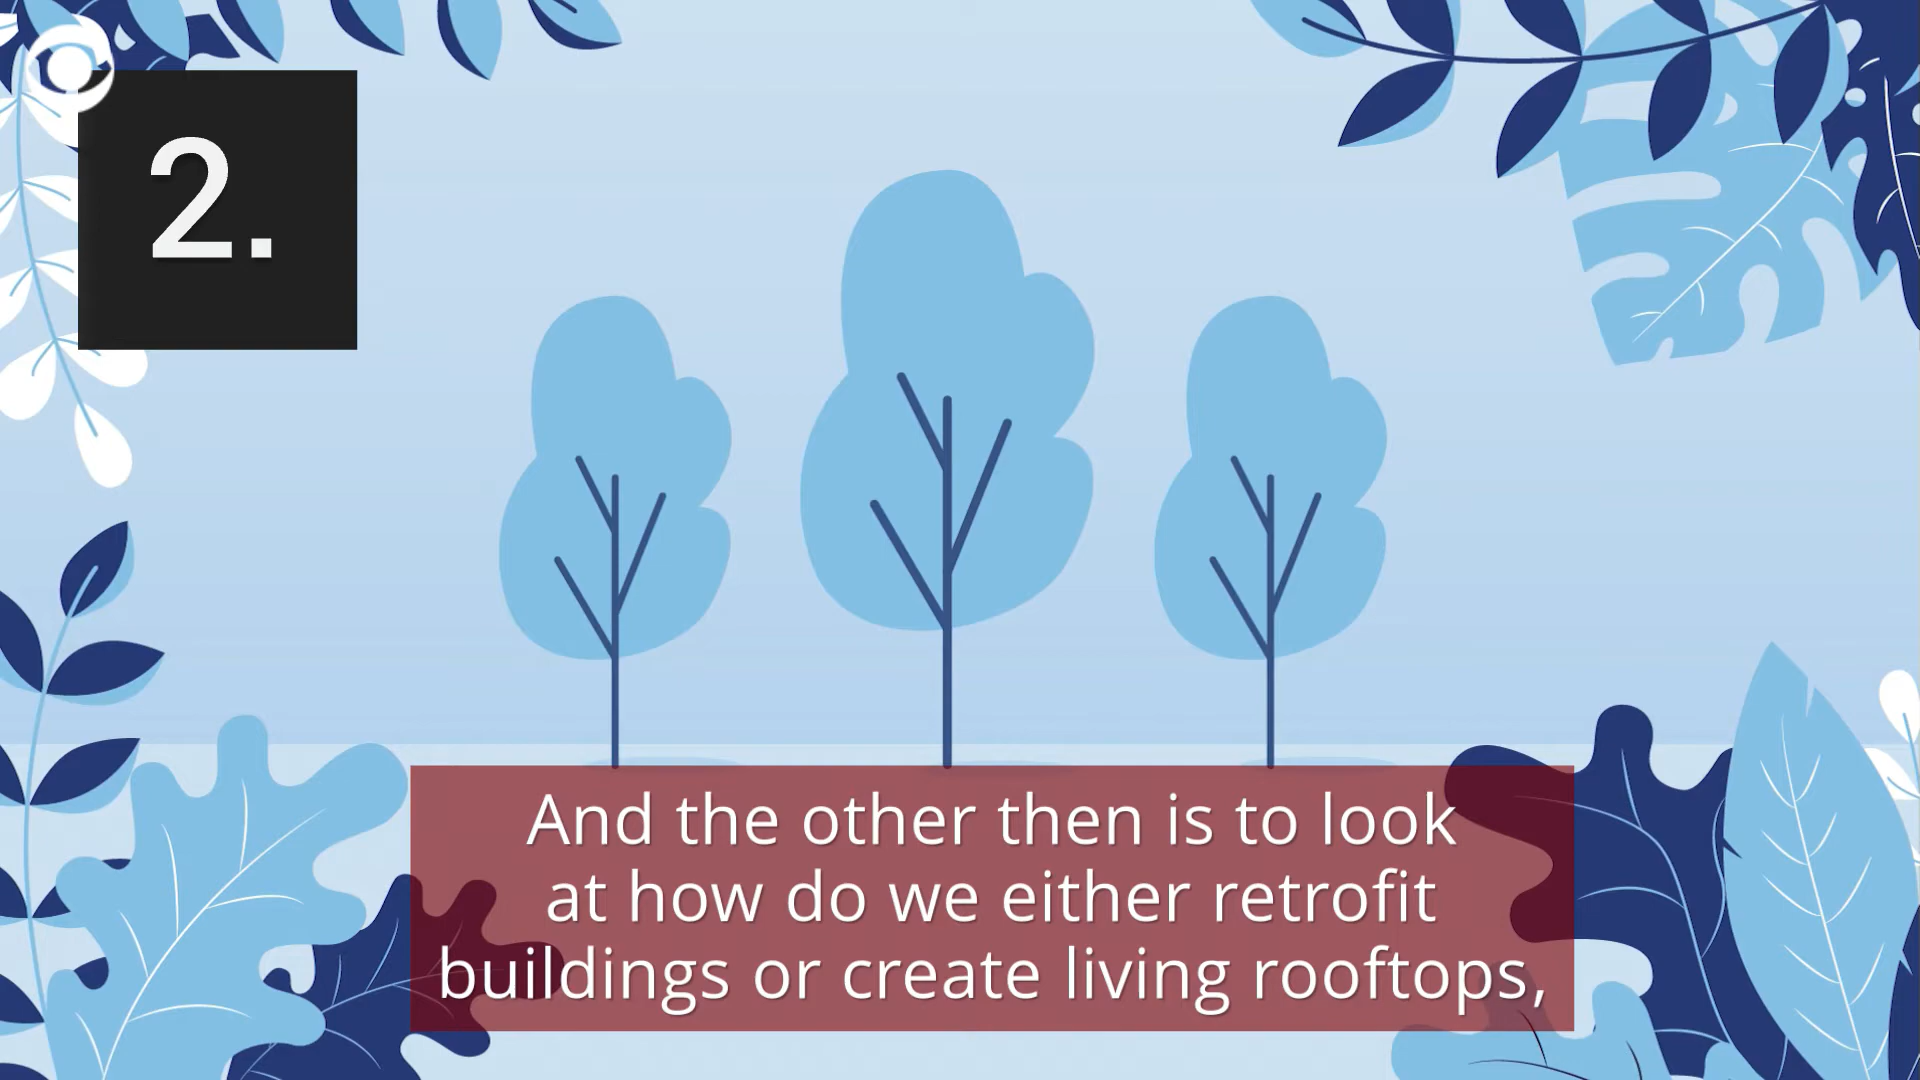 2.
And the other then is to look
at how do we either retrofit
buildings or create living rooftops,